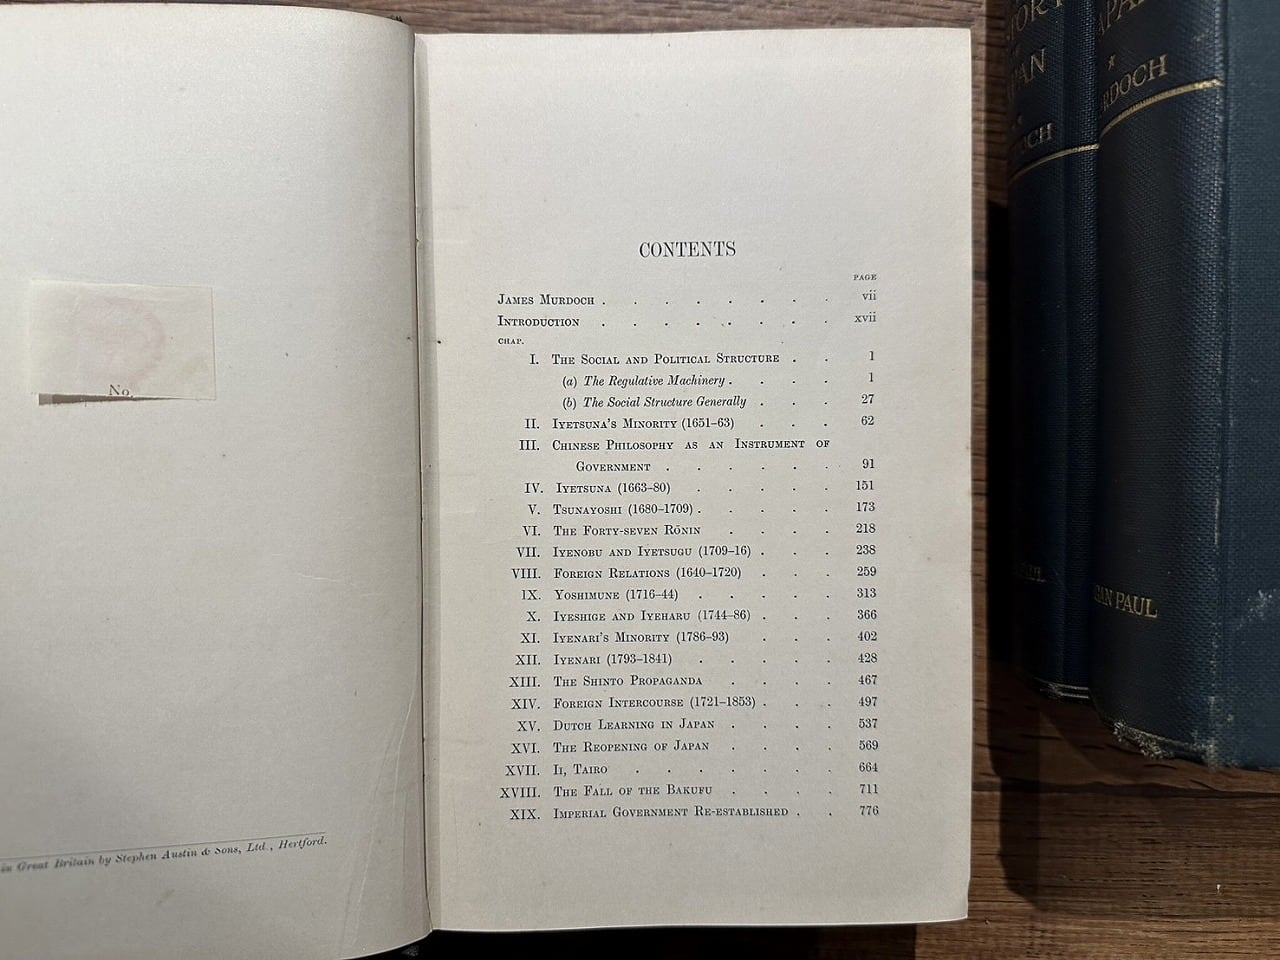 No.
in Great Britain by Stephen Austin & Sons, Ltd., Hertford.
CONTENTS
PAGE
JAMES MURDOCH . . . . . . . . vii
INTRODUCTION . . . . . . . . xvii
CHAP.
I. THE SOCIAL AND POLITICAL STRUCTURE . . 1
(a) The Regulative Machinery . . . . 1
(b) The Social Structure Generally . . . 27
II. IYETSUNA'S MINORITY (1651–63) . . . 62
III. CHINESE PHILOSOPHY AS AN INSTRUMENT OF
GOVERNMENT . . . . . . 91
IV. IYETSUNA (1663–80) . . . . . 151
V. TSUNAYOSHI (1680–1709) . . . . . 173
VI. THE FORTY-SEVEN RŌNIN . . . . 218
VII. IYENOBU AND IYETSUGU (1709–16) . . . 238
VIII. FOREIGN RELATIONS (1640–1720) . . . 259
IX. YOSHIMUNE (1716–44) . . . . . 313
X. IYESHIGE AND IYEHARU (1744–86) . . . 366
XI. IYENARI'S MINORITY (1786–93) . . . 402
XII. IYENARI (1793–1841) . . . . . 428
XIII. THE SHINTO PROPAGANDA . . . . 467
XIV. FOREIGN INTERCOURSE (1721–1853) . . . 497
XV. DUTCH LEARNING IN JAPAN . . . . 537
XVI. THE REOPENING OF JAPAN . . . . 569
XVII. II, TAIRO . . . . . . . 664
XVIII. THE FALL OF THE BAKUFU . . . . 711
XIX. IMPERIAL GOVERNMENT RE-ESTABLISHED . . 776
PAUL